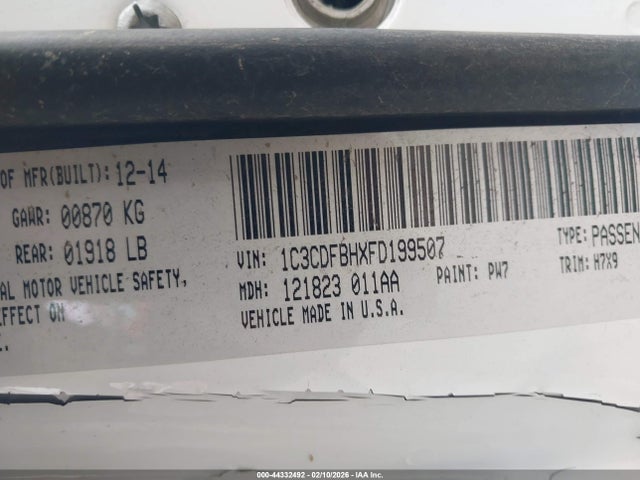 OF MFR(BUILT): 12-14
GAWR: 00870 KG
REAR: 01918 LB
AL MOTOR VEHICLE SAFETY,
EFFECT ON
VIN: 1C3CDFBHXFD199507
TYPE: PASSEN
MDH: 121823 011AA
PAINT: PW7
TRIM: H7X9
VEHICLE MADE IN U.S.A.
000-44332492 - 02/10/2026 - IAA Inc.